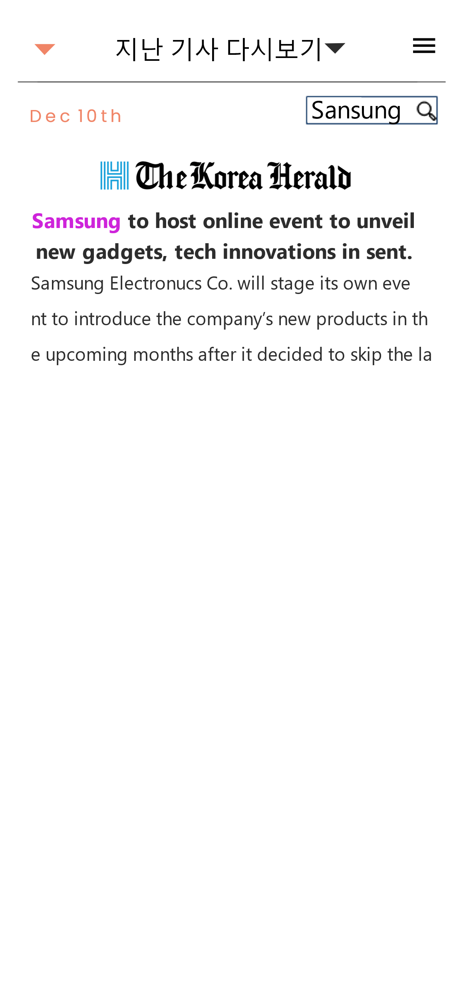 지난 기사 다시보기
Dec 10th
Sansung
The Korea Herald
Samsung to host online event to unveil
new gadgets, tech innovations in sent.
Samsung Electronucs Co. will stage its own eve
nt to introduce the company’s new products in th
e upcoming months after it decided to skip the la